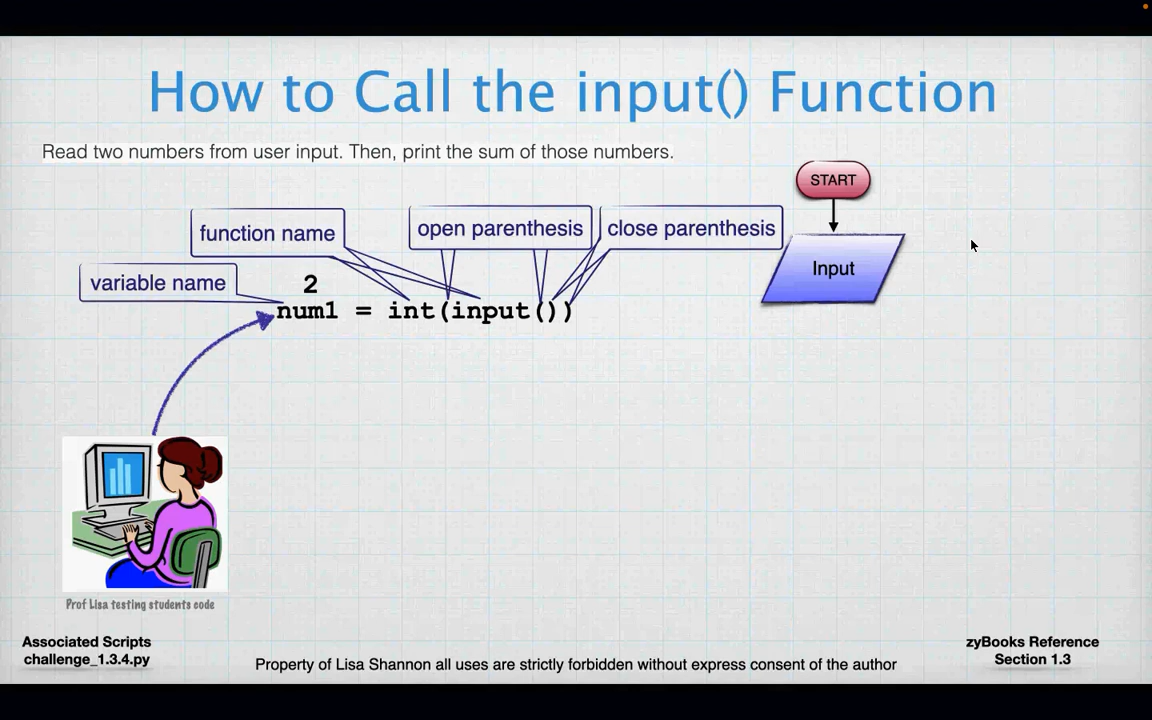 How to Call the input() Function
Read two numbers from user input. Then, print the sum of those numbers.
START
function name
open parenthesis
close parenthesis
Input
variable name
2
num1 = int(input())
Prof Lisa testing students code
Associated Scripts
challenge_1.3.4.py
Property of Lisa Shannon all uses are strictly forbidden without express consent of the author
zyBooks Reference
Section 1.3